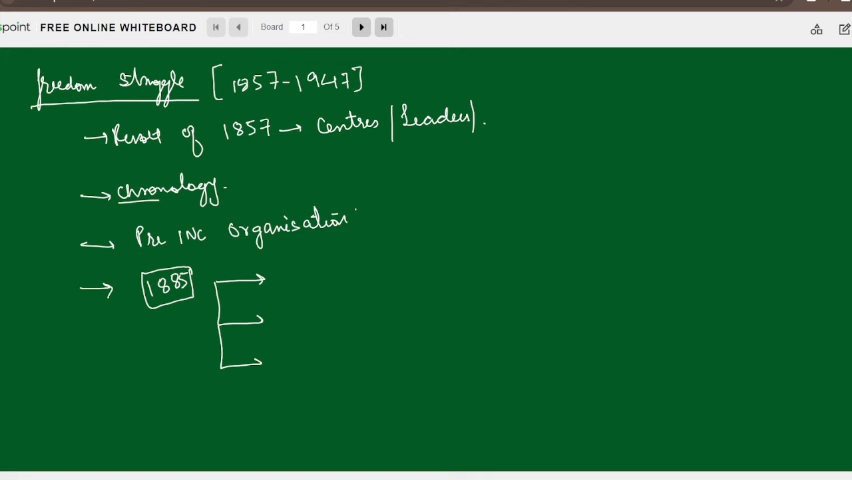 point FREE ONLINE WHITEBOARD Board 1 Of 5
freedom struggle [1857-1947]
→ Revolt of 1857 → Centres | Leaders |.
→ chronology.
→ Pre INC organisation
→ 1885